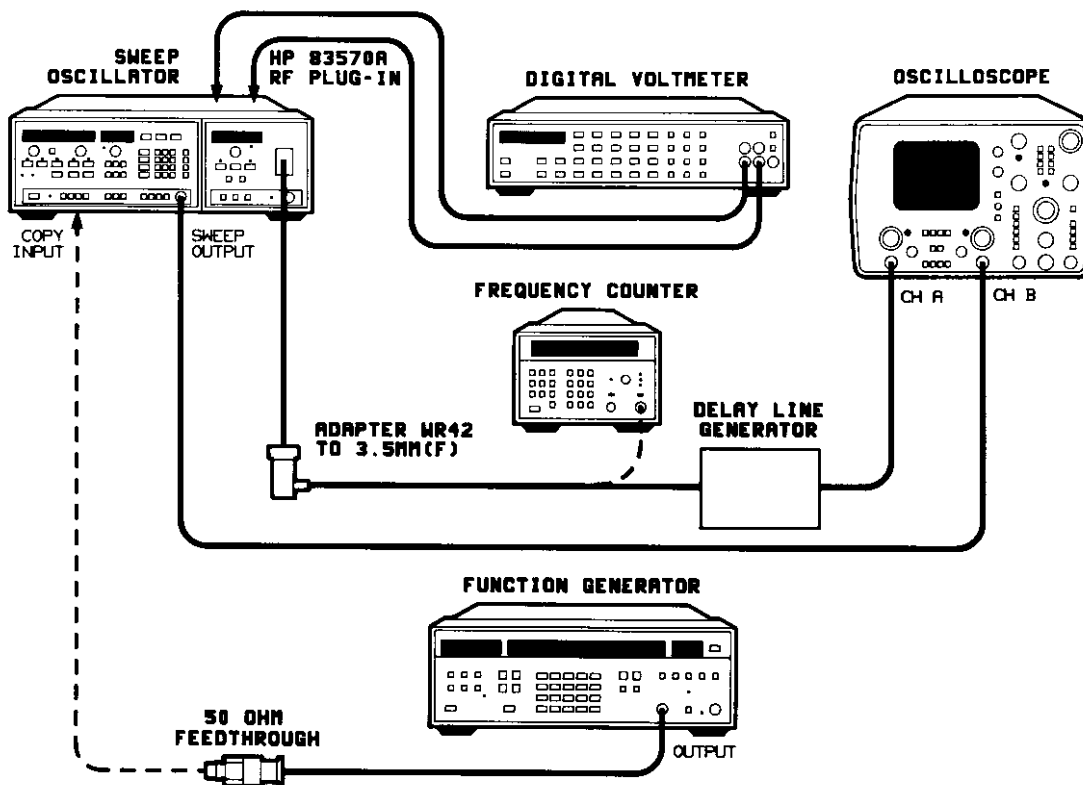 SWEEP
OSCILLATOR
HP 83570A
RF PLUG-IN
DIGITAL VOLTMETER
OSCILLOSCOPE
COPY
INPUT
SWEEP
OUTPUT
CH A
CH B
FREQUENCY COUNTER
ADAPTER WR42
TO 3.5MM(F)
DELAY LINE
GENERATOR
FUNCTION GENERATOR
50 OHM
FEEDTHROUGH
OUTPUT